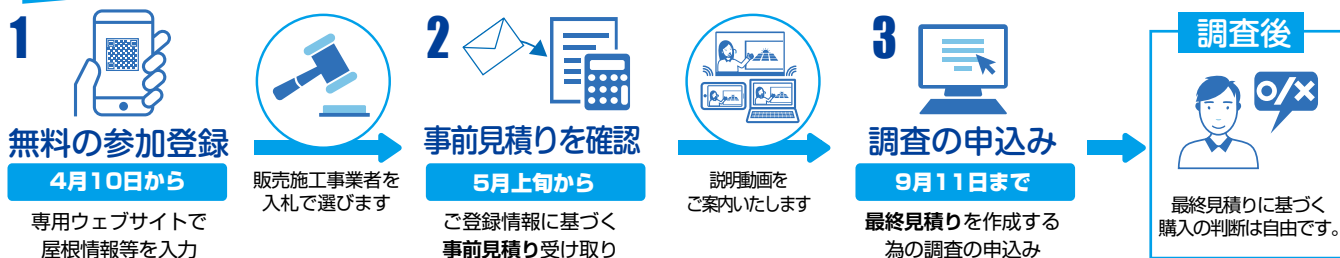 1
無料の参加登録
4月10日から
専用ウェブサイトで
屋根情報等を入力
販売施工事業者を
入札で選びます
2
事前見積りを確認
5月上旬から
ご登録情報に基づく
事前見積り受け取り
説明動画を
ご案内いたします
3
調査の申込み
9月11日まで
最終見積りを作成する
為の調査の申込み
調査後
O/X
最終見積りに基づく
購入の判断は自由です。